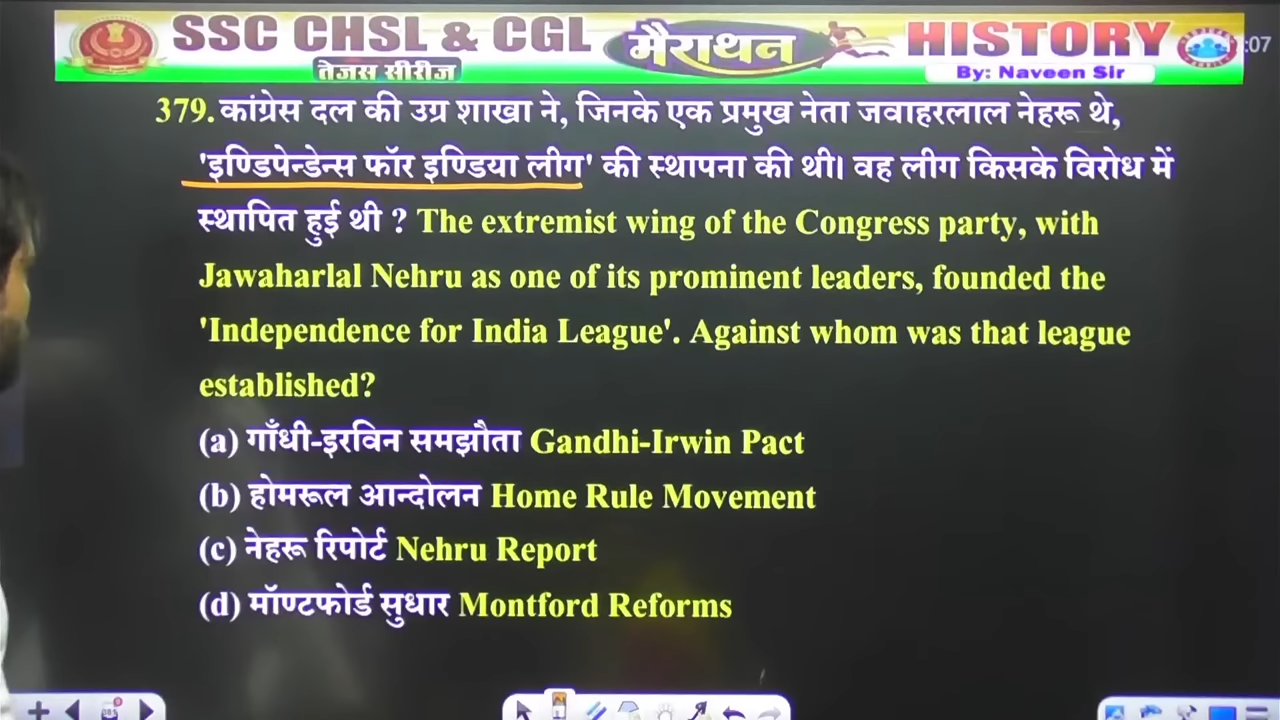 SSC CHSL & CGL मैराथन HISTORY :07
तेजस सीरीज By: Naveen Sir
379. कांग्रेस दल की उग्र शाखा ने, जिनके एक प्रमुख नेता जवाहरलाल नेहरू थे,
'इण्डिपेन्डेन्स फॉर इण्डिया लीग' की स्थापना की थी। वह लीग किसके विरोध में
स्थापित हुई थी ? The extremist wing of the Congress party, with
Jawaharlal Nehru as one of its prominent leaders, founded the
'Independence for India League'. Against whom was that league
established?
(a) गाँधी-इरविन समझौता Gandhi-Irwin Pact
(b) होमरूल आन्दोलन Home Rule Movement
(c) नेहरू रिपोर्ट Nehru Report
(d) मॉण्टफोर्ड सुधार Montford Reforms